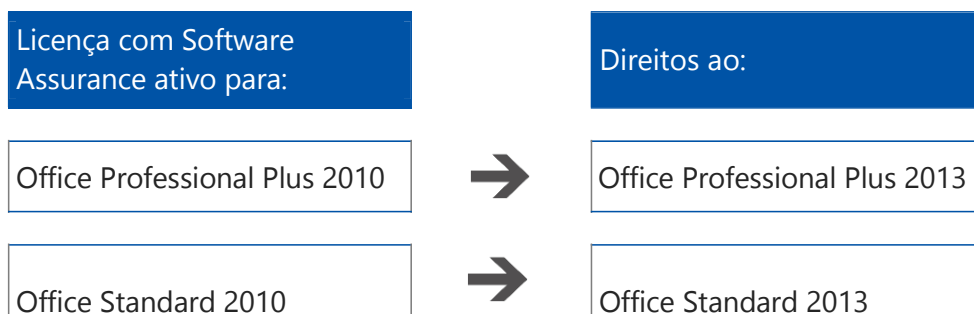 Licença com Software
Assurance ativo para:
Direitos ao:
Office Professional Plus 2010
Office Professional Plus 2013
Office Standard 2010
Office Standard 2013